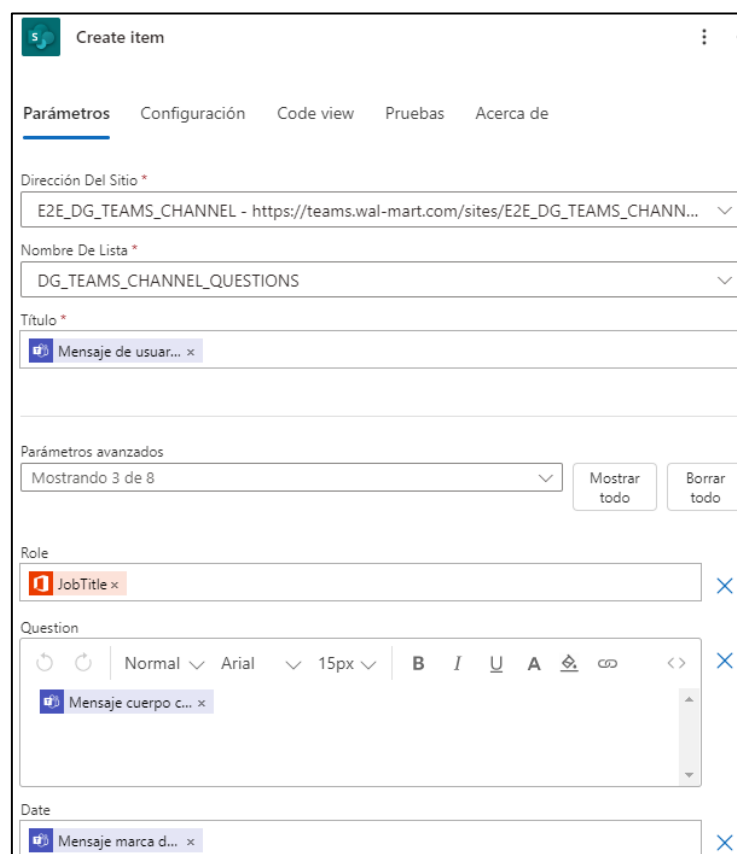 Create item
Parámetros Configuración Code view Pruebas Acerca de
Dirección Del Sitio *
E2E_DG_TEAMS_CHANNEL - https://teams.wal-mart.com/sites/E2E_DG_TEAMS_CHANN...
Nombre De Lista *
DG_TEAMS_CHANNEL_QUESTIONS
Título *
Mensaje de usuar... ×
Parámetros avanzados
Mostrando 3 de 8
Mostrar todo
Borrar todo
Role
JobTitle ×
Question
Normal Arial 15px B I U A
Mensaje cuerpo c... ×
Date
Mensaje marca d... ×